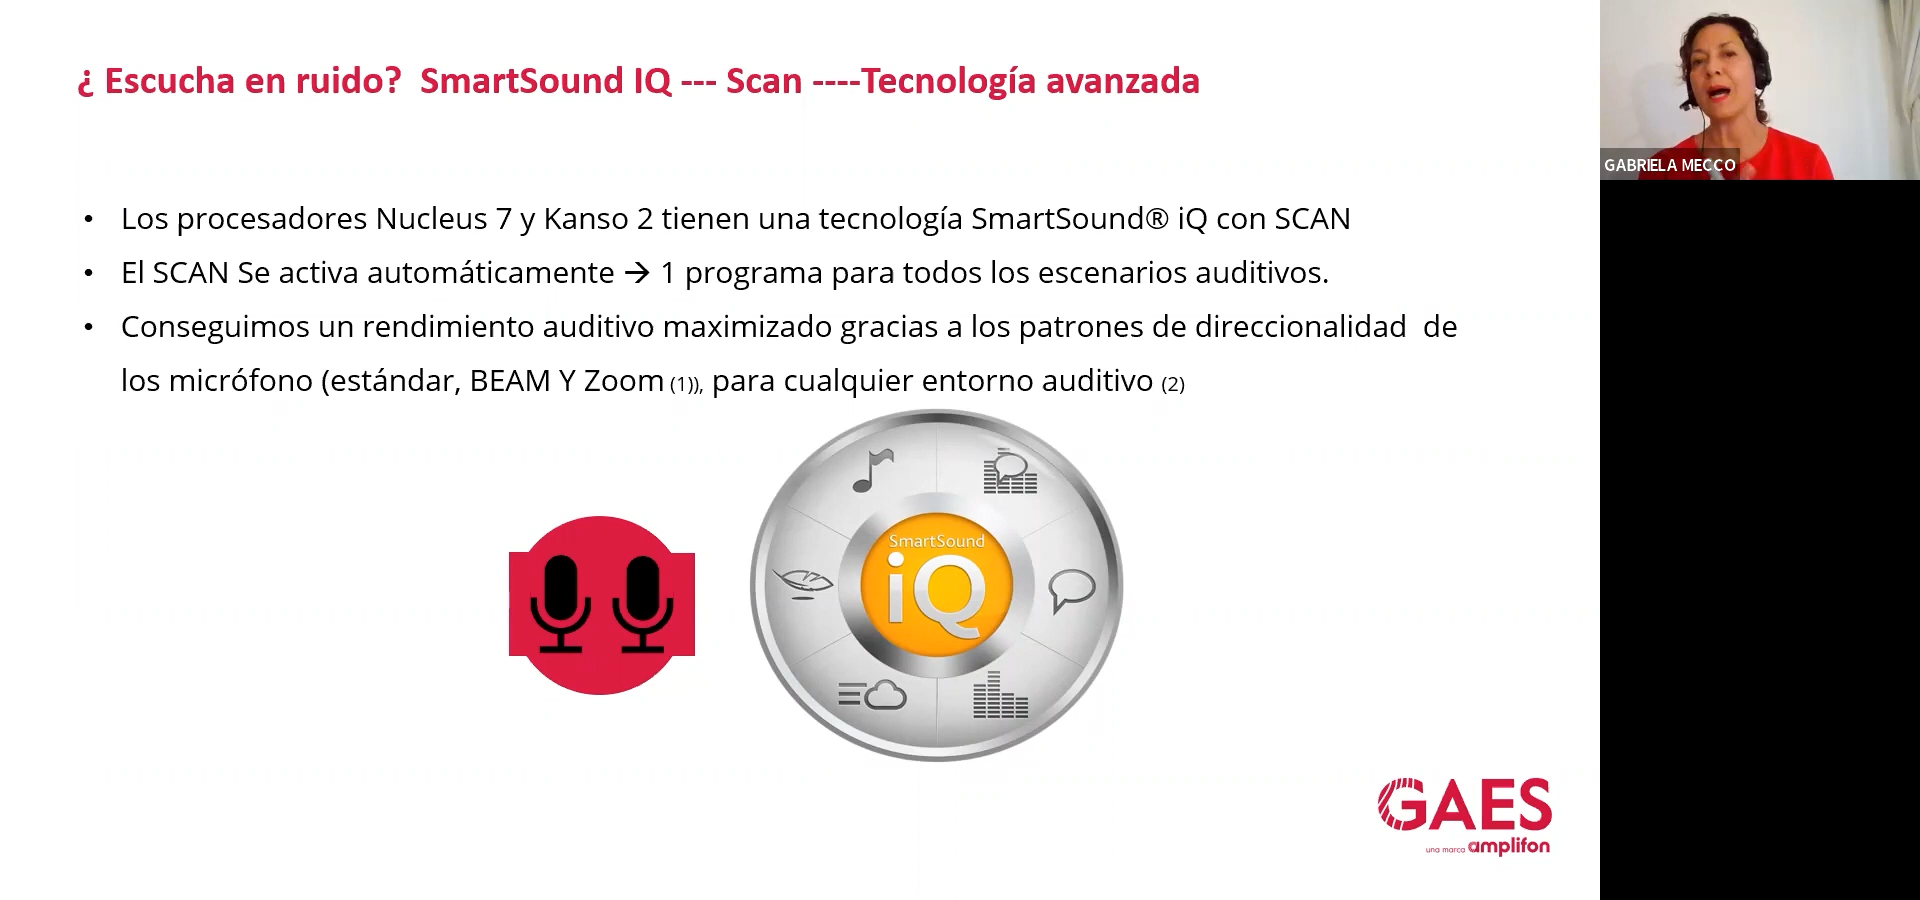 ¿ Escucha en ruido?  SmartSound IQ --- Scan ----Tecnología avanzada
GABRIELA MECCO
• Los procesadores Nucleus 7 y Kanso 2 tienen una tecnología SmartSound® iQ con SCAN
• El SCAN Se activa automáticamente → 1 programa para todos los escenarios auditivos.
• Conseguimos un rendimiento auditivo maximizado gracias a los patrones de direccionalidad  de
los micrófono (estándar, BEAM Y Zoom (1)), para cualquier entorno auditivo (2)
SmartSound
iQ
GAES
una marca amplifon